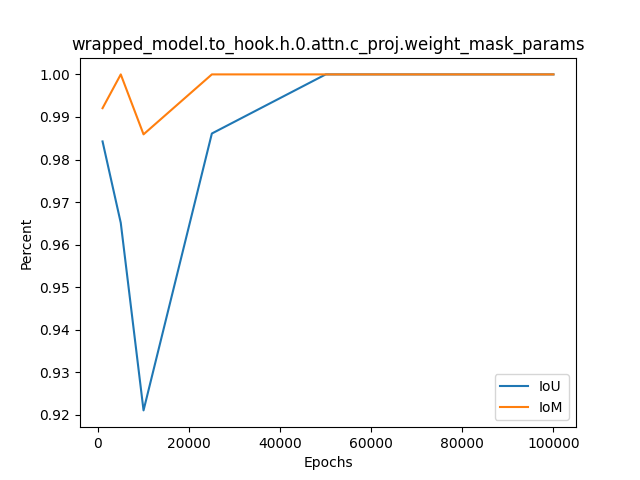 wrapped_model.to_hook.h.0.attn.c_proj.weight_mask_params
1.00
0.99
0.98
0.97
0.96
0.95
0.94
0.93
0.92
Percent
IoU
IoM
0 20000 40000 60000 80000 100000
Epochs